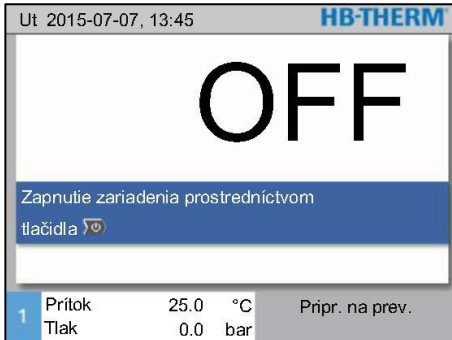 Ut 2015-07-07, 13:45 HB-THERM
OFF
Zapnutie zariadenia prostredníctvom
tlačidla
1 Prítok 25.0 °C Pripr. na prev.
Tlak 0.0 bar